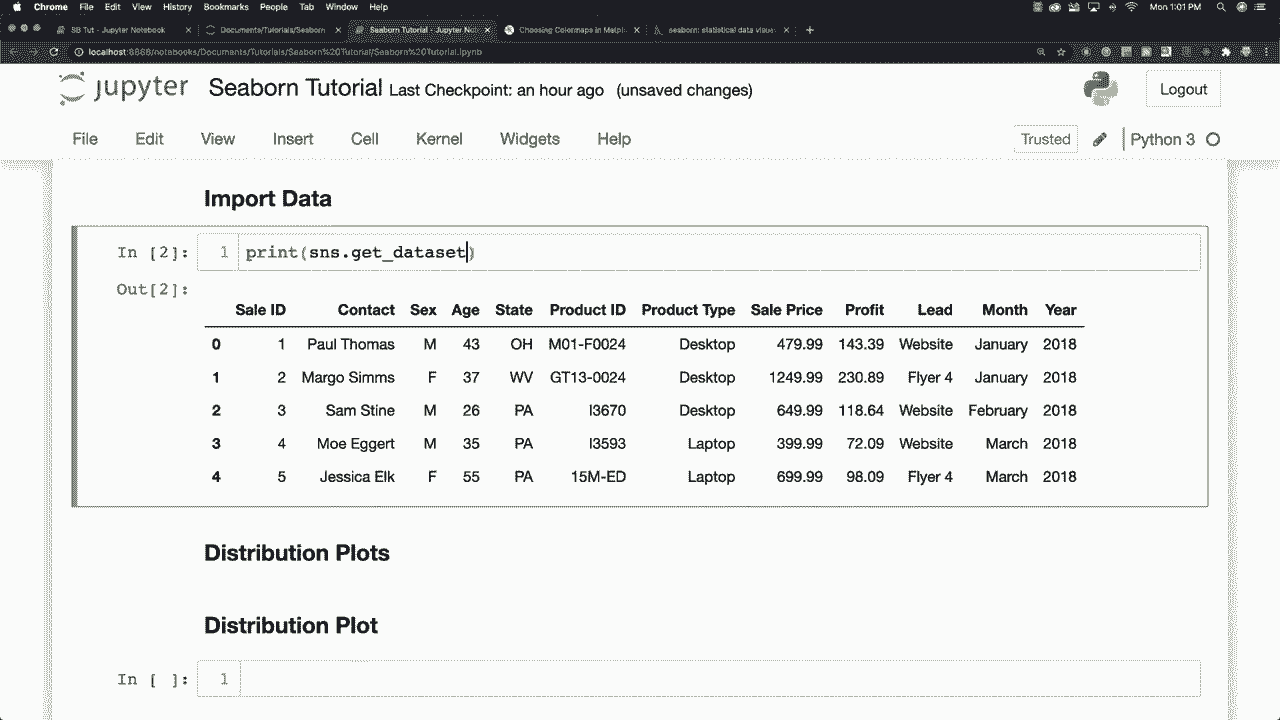 Chrome File Edit View History Bookmarks People Tab Window Help Mon 1:01 PM
SB Tut - Jupyter Notebook Documents/Tutorials/Seaborn Seaborn Tutorial - Jupyter Not Choosing Colormaps in Matpl seaborn: statistical data visua
localhost:8888/notebooks/Documents/Tutorials/Seaborn%20Tutorial/Seaborn%20Tutorial.ipynb
jupyter Seaborn Tutorial Last Checkpoint: an hour ago (unsaved changes) Logout
File Edit View Insert Cell Kernel Widgets Help Trusted Python 3
Import Data
In [2]: 1 print(sns.get_dataset)
Out[2]:
Sale ID Contact Sex Age State Product ID Product Type Sale Price Profit Lead Month Year
0 1 Paul Thomas M 43 OH M01-F0024 Desktop 479.99 143.39 Website January 2018
1 2 Margo Simms F 37 WV GT13-0024 Desktop 1249.99 230.89 Flyer 4 January 2018
2 3 Sam Stine M 26 PA I3670 Desktop 649.99 118.64 Website February 2018
3 4 Moe Eggert M 35 PA I3593 Laptop 399.99 72.09 Website March 2018
4 5 Jessica Elk F 55 PA 15M-ED Laptop 699.99 98.09 Flyer 4 March 2018
Distribution Plots
Distribution Plot
In [ ]: 1